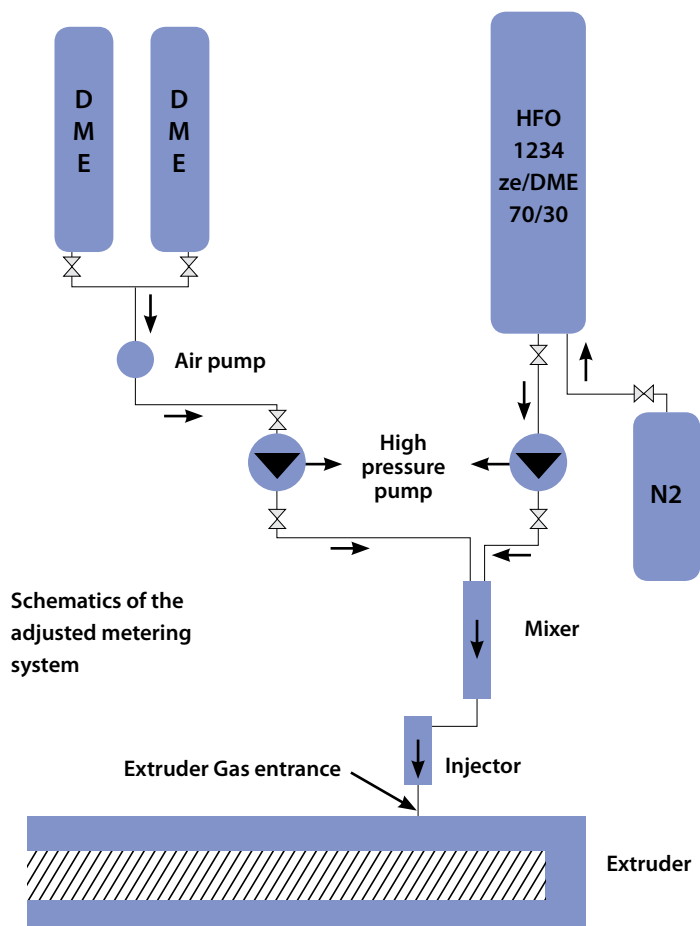 D
M
E
D
M
E
HFO
1234
ze/DME
70/30
Air pump
High
pressure
pump
N2
Schematics of the
adjusted metering
system
Mixer
Extruder Gas entrance
Injector
Extruder